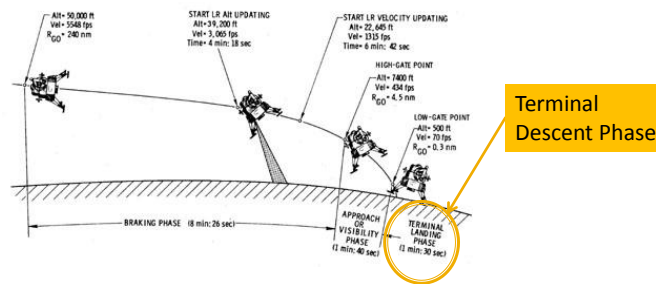 Alt= 50,000 ft
Vel= 5548 fps
RGO= 240 nm
START LR Alt UPDATING
Alt= 39,200 ft
Vel= 3,065 fps
Time= 4 min: 18 sec
START LR VELOCITY UPDATING
Alt= 22,645 ft
Vel= 1315 fps
Time= 6 min: 42 sec
HIGH-GATE POINT
Alt= 7400 ft
Vel= 434 fps
RGO= 4.5 nm
LOW-GATE POINT
Alt= 500 ft
Vel= 70 fps
RGO= 0.3 nm
Terminal
Descent Phase
BRAKING PHASE (8 min: 26 sec)
APPROACH
OR
VISIBILITY
PHASE
(1 min: 40 sec)
TERMINAL
LANDING
PHASE
(1 min: 30 sec)